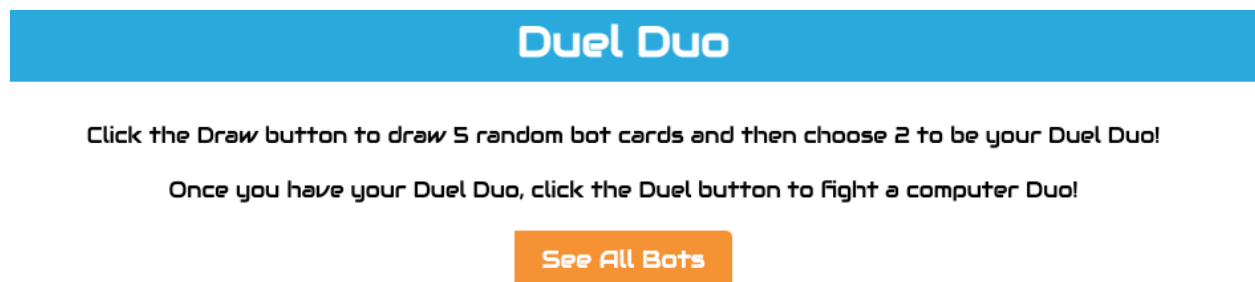 Duel Duo
Click the Draw button to draw 5 random bot cards and then choose 2 to be your Duel Duo!
Once you have your Duel Duo, click the Duel button to fight a computer Duo!
See All Bots